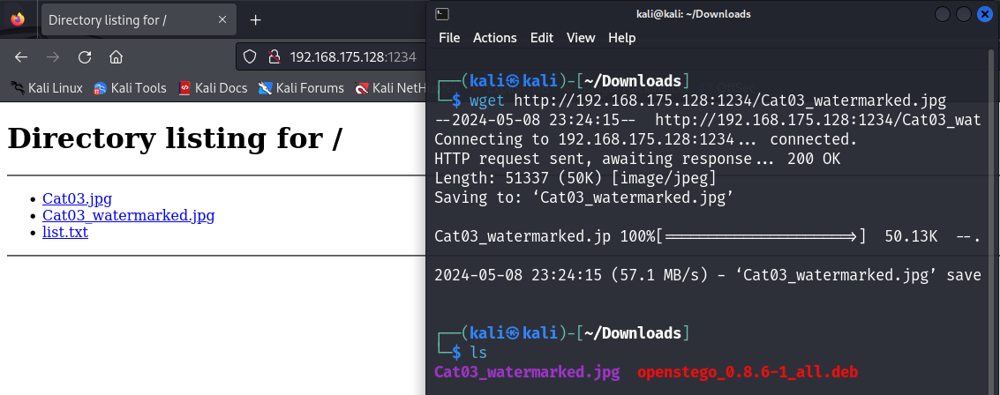 Directory listing for /
192.168.175.128:1234
Kali Linux Kali Tools Kali Docs Kali Forums Kali NetH
Directory listing for /
Cat03.jpg
Cat03_watermarked.jpg
list.txt
kali@kali: ~/Downloads
File Actions Edit View Help
┌──(kali㉿kali)-[~/Downloads]
└─$ wget http://192.168.175.128:1234/Cat03_watermarked.jpg
--2024-05-08 23:24:15-- http://192.168.175.128:1234/Cat03_wat
Connecting to 192.168.175.128:1234... connected.
HTTP request sent, awaiting response... 200 OK
Length: 51337 (50K) [image/jpeg]
Saving to: ‘Cat03_watermarked.jpg’
Cat03_watermarked.jp 100%[=====================>] 50.13K --.
2024-05-08 23:24:15 (57.1 MB/s) - ‘Cat03_watermarked.jpg’ save
┌──(kali㉿kali)-[~/Downloads]
└─$ ls
Cat03_watermarked.jpg openstego_0.8.6-1_all.deb